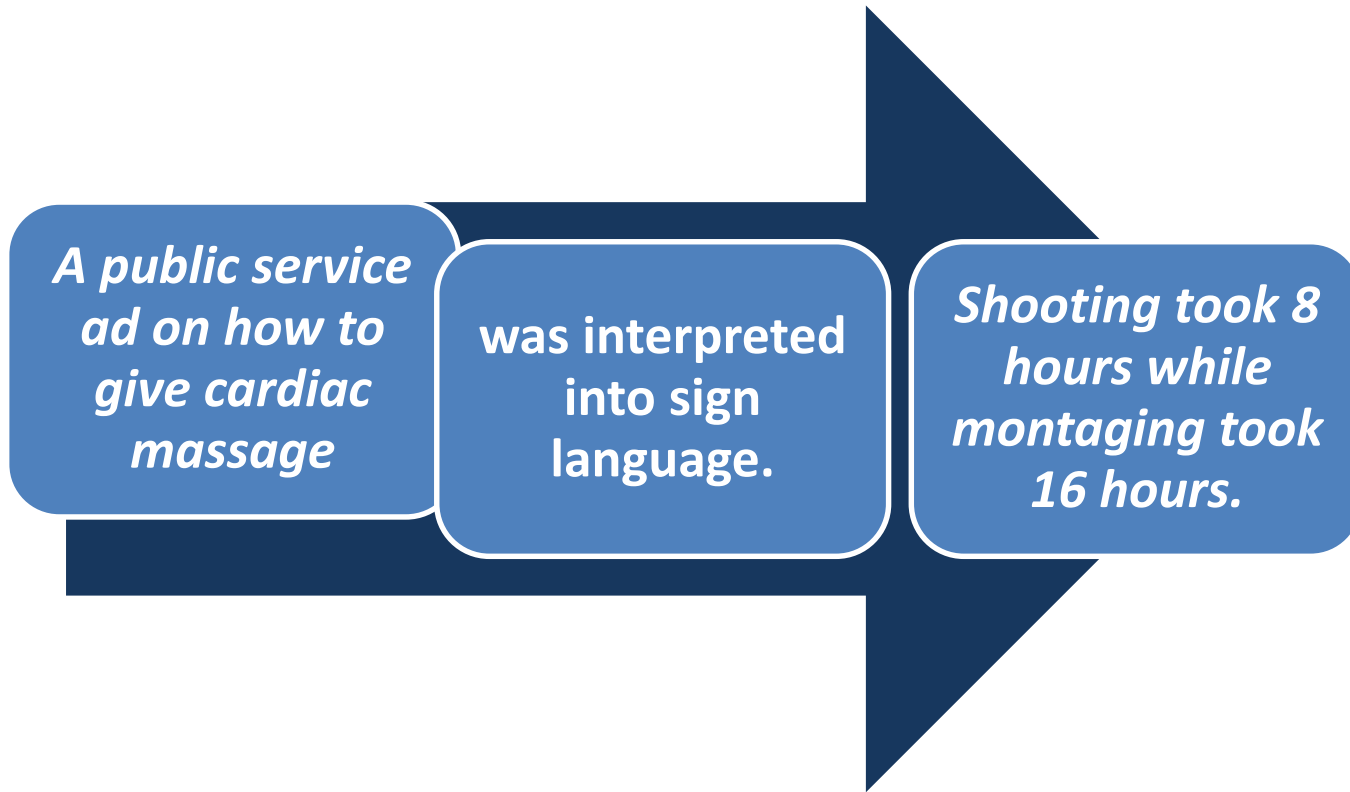 A public service
ad on how to
give cardiac
massage
was interpreted
into sign
language.
Shooting took 8
hours while
montaging took
16 hours.